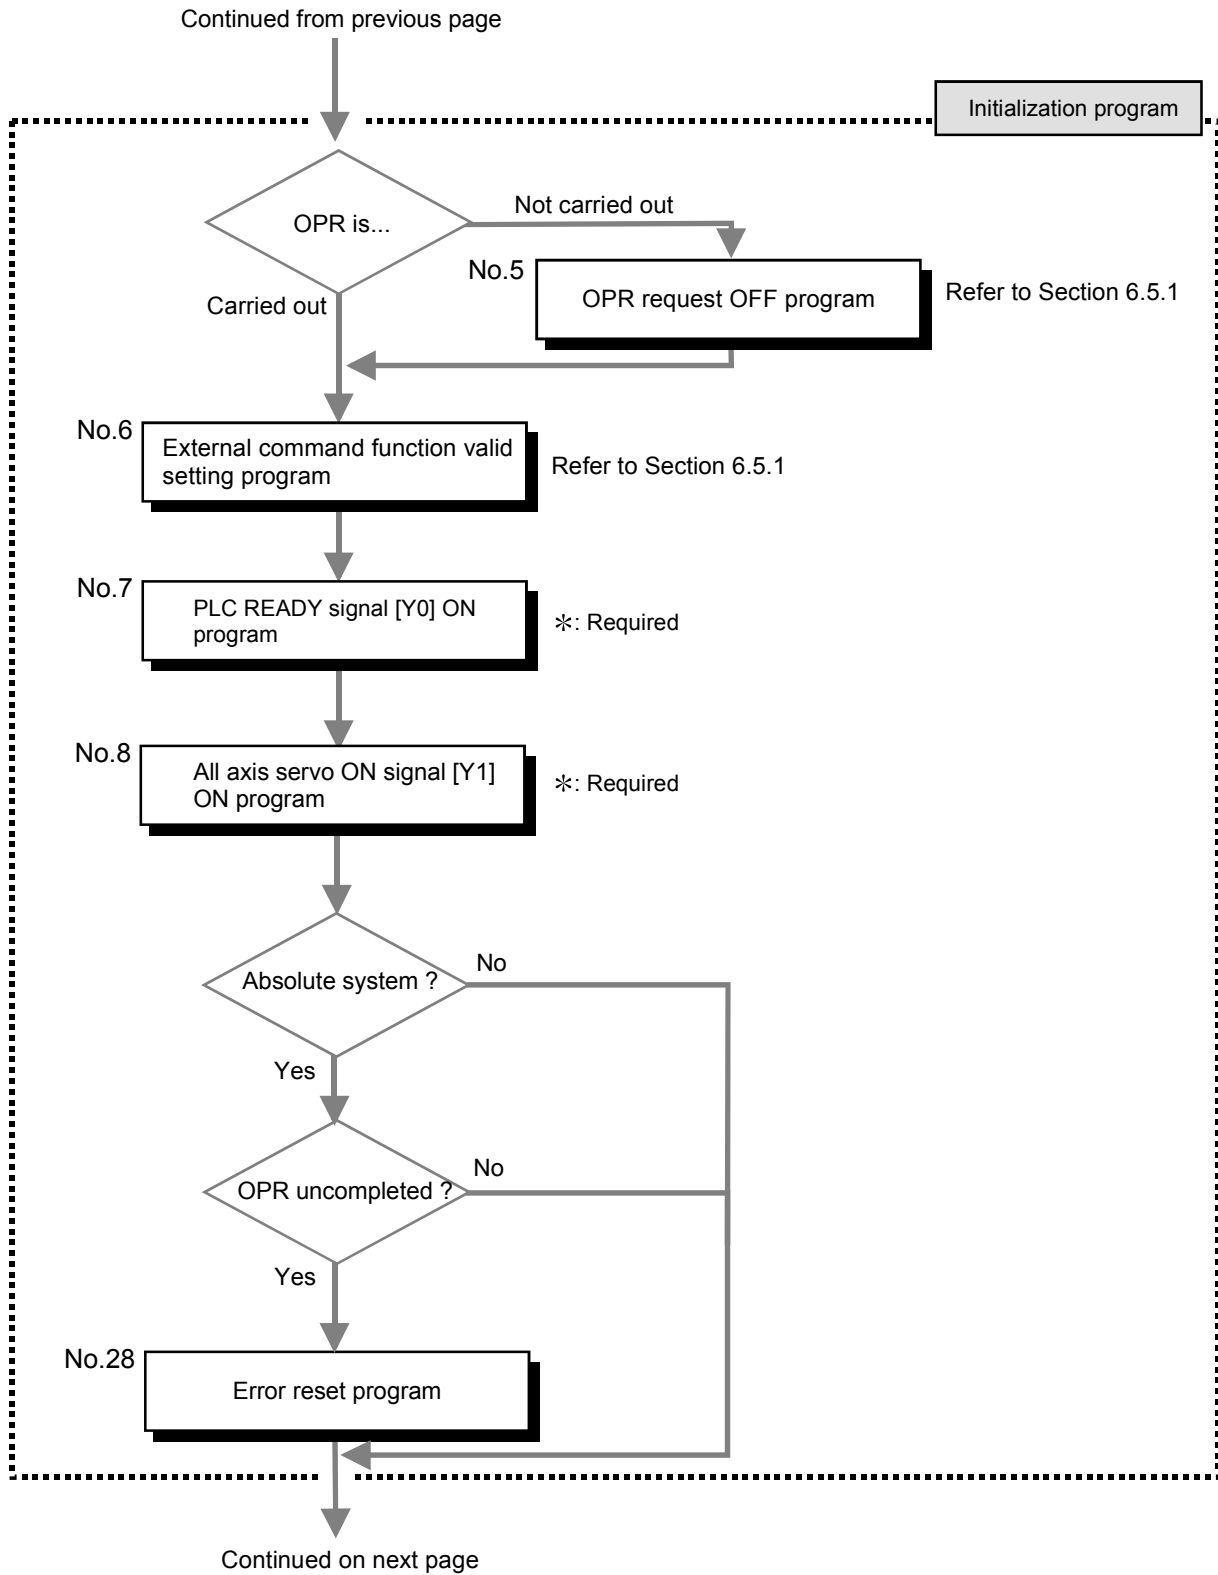 Continued from previous page
Initialization program
OPR is...
Not carried out
Carried out
No.5
OPR request OFF program
Refer to Section 6.5.1
No.6
External command function valid
setting program
Refer to Section 6.5.1
No.7
PLC READY signal [Y0] ON
program
*: Required
No.8
All axis servo ON signal [Y1]
ON program
*: Required
Absolute system ?
No
Yes
OPR uncompleted ?
No
Yes
No.28
Error reset program
Continued on next page